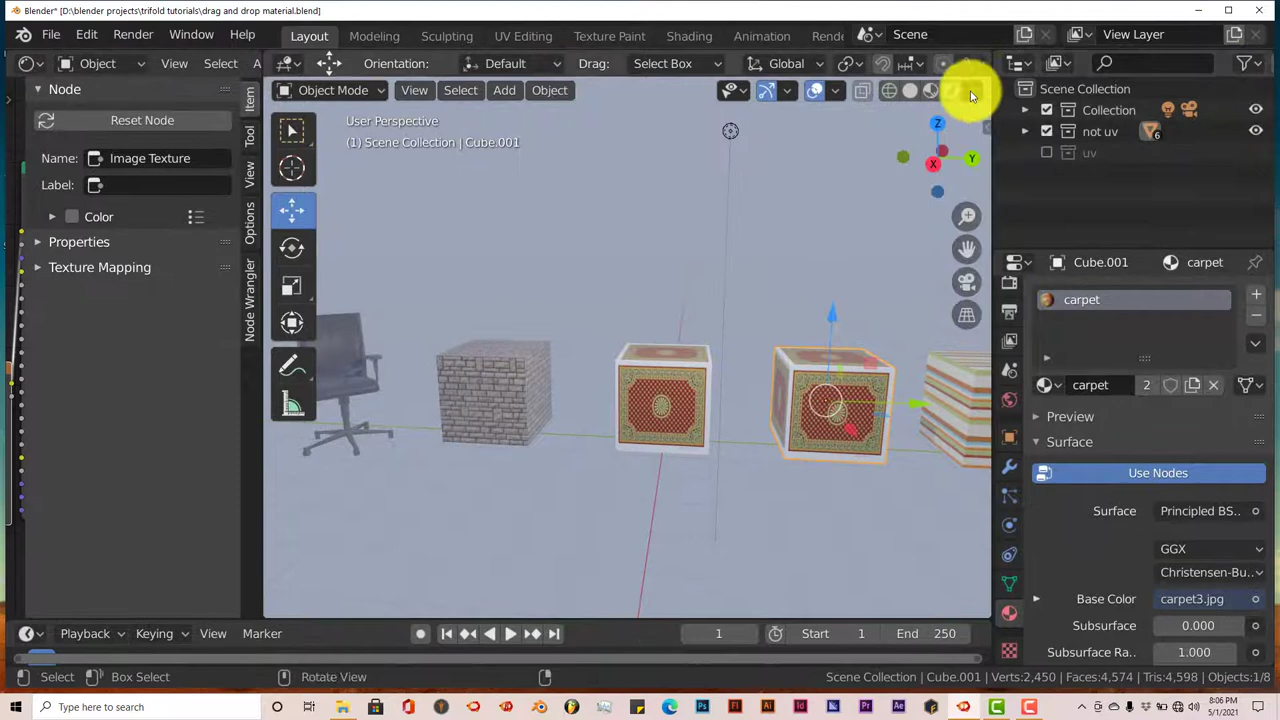 Blender* [D:\blender projects\trifold tutorials\drag and drop material.blend]
File Edit Render Window Help Layout Modeling Sculpting UV Editing Texture Paint Shading Animation Scene View Layer
Object View Select A Orientation: Default Drag: Select Box Global
Node
Reset Node
Name: Image Texture
Label:
Color
Properties
Texture Mapping
Item
Tool
View
Options
Node Wrangler
Object Mode View Select Add Object
User Perspective
(1) Scene Collection | Cube.001
Z
Y
X
Scene Collection
Collection
not uv 6
uv
Cube.001 carpet
carpet
carpet 2
Preview
Surface
Use Nodes
Surface Principled BS..
GGX
Christensen-Bu..
Base Color carpet3.jpg
Subsurface 0.000
Subsurface Ra.. 1.000
Playback Keying View Marker 1 Start 1 End 250
Select Box Select Rotate View Scene Collection | Cube.001 | Verts:2,450 | Faces:4,574 | Tris:4,598 | Objects:1/8
Type here to search
8:06 PM
5/1/2021